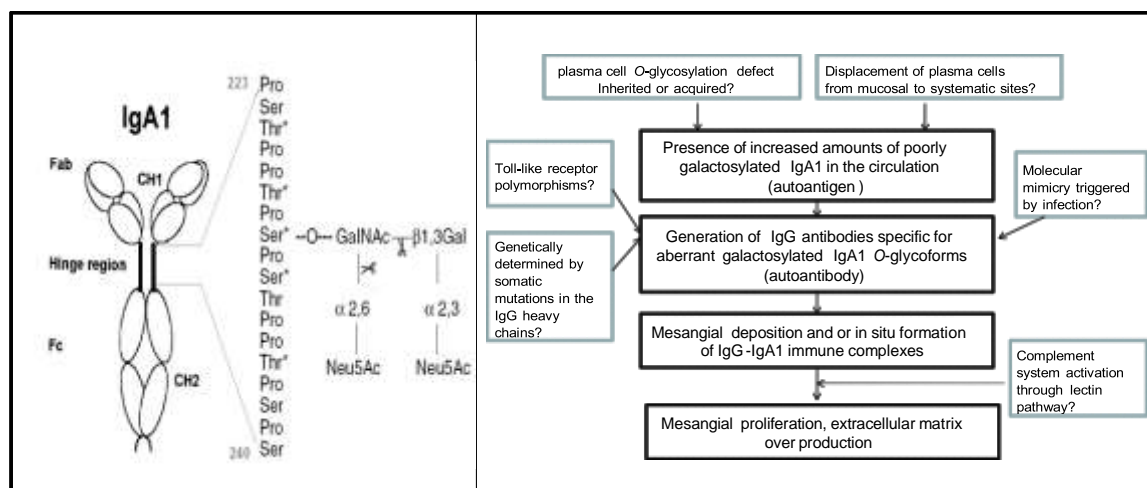 IgA1
Fab
CH1
Hinge region
Fc
CH2
223 Pro
Ser
Thr*
Pro
Pro
Thr*
Pro
Ser* --O--- GalNAc β1,3Gal
Pro
Ser*
Thr
Pro
Pro
Thr*
Pro
Ser
Pro
260 Ser
α2,6 α2,3
Neu5Ac Neu5Ac
plasma cell O-glycosylation defect
Inherited or acquired?
Displacement of plasma cells
from mucosal to systematic sites?
Presence of increased amounts of poorly
galactosylated IgA1 in the circulation
(autoantigen )
Toll-like receptor
polymorphisms?
Molecular
mimicry triggered
by infection?
Generation of IgG antibodies specific for
aberrant galactosylated IgA1 O-glycoforms
(autoantibody)
Genetically
determined by
somatic
mutations in the
IgG heavy
chains?
Mesangial deposition and or in situ formation
of IgG-IgA1 immune complexes
Complement
system activation
through lectin
pathway?
Mesangial proliferation, extracellular matrix
over production